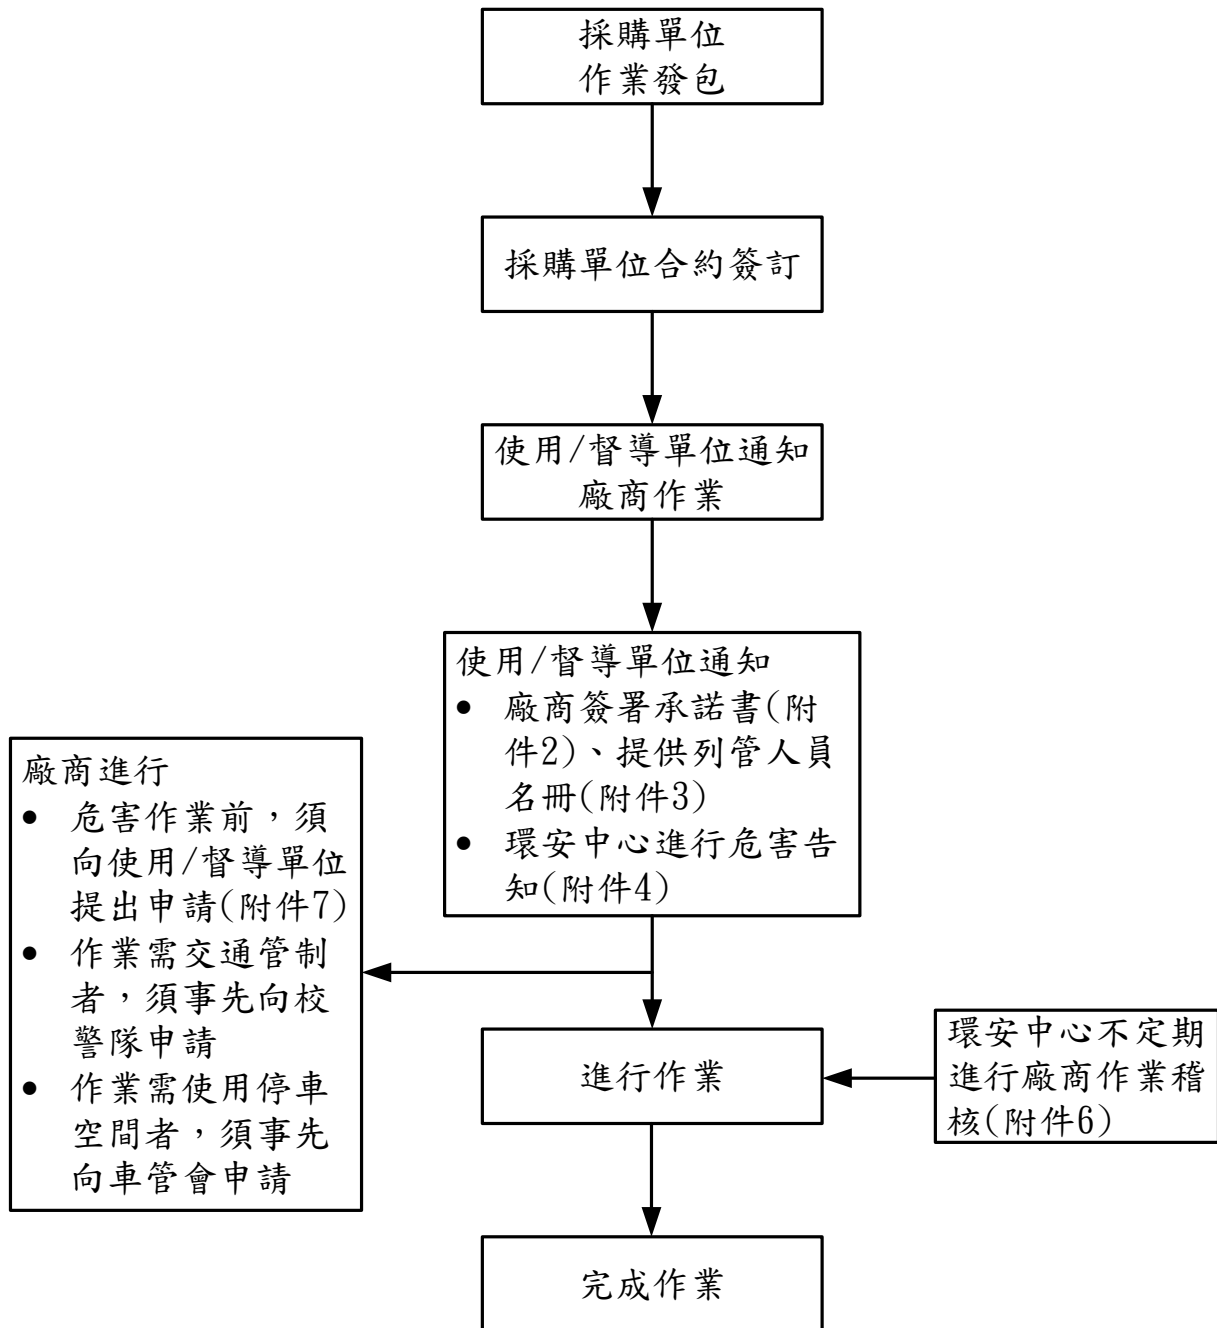 採購單位
作業發包
採購單位合約簽訂
使用/督導單位通知
廠商作業
使用/督導單位通知
• 廠商簽署承諾書(附
件2)、提供列管人員
名冊(附件3)
• 環安中心進行危害告
知(附件4)
廠商進行
• 危害作業前，須
向使用/督導單位
提出申請(附件7)
• 作業需交通管制
者，須事先向校
警隊申請
• 作業需使用停車
空間者，須事先
向車管會申請
進行作業
環安中心不定期
進行廠商作業稽
核(附件6)
完成作業